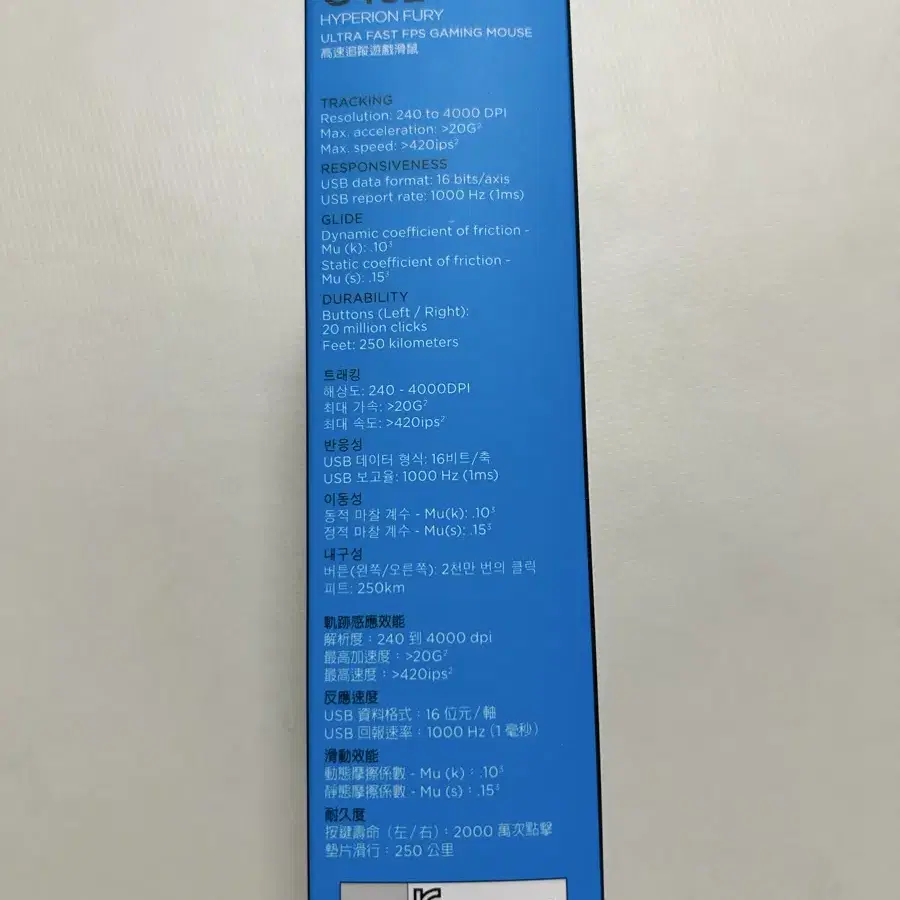 HYPERION FURY
ULTRA FAST FPS GAMING MOUSE
高速追蹤遊戲滑鼠
TRACKING
Resolution: 240 to 4000 DPI
Max. acceleration: >20G²
Max. speed: >420ips²
RESPONSIVENESS
USB data format: 16 bits/axis
USB report rate: 1000 Hz (1ms)
GLIDE
Dynamic coefficient of friction -
Mu (k): .10³
Static coefficient of friction -
Mu (s): .15³
DURABILITY
Buttons (Left / Right):
20 million clicks
Feet: 250 kilometers
트래킹
해상도: 240 - 4000DPI
최대 가속: >20G²
최대 속도: >420ips²
반응성
USB 데이터 형식: 16비트/축
USB 보고율: 1000 Hz (1ms)
이동성
동적 마찰 계수 - Mu(k): .10³
정적 마찰 계수 - Mu(s): .15³
내구성
버튼(왼쪽/오른쪽): 2천만 번의 클릭
피트: 250km
軌跡感應效能
解析度：240 到 4000 dpi
最高加速度：>20G²
最高速度：>420ips²
反應速度
USB 資料格式：16 位元/軸
USB 回報速率：1000 Hz (1 毫秒)
滑動效能
動態摩擦係數 - Mu (k)：.10³
靜態摩擦係數 - Mu (s)：.15³
耐久度
按鍵壽命（左/右）：2000 萬次點擊
墊片滑行：250 公里